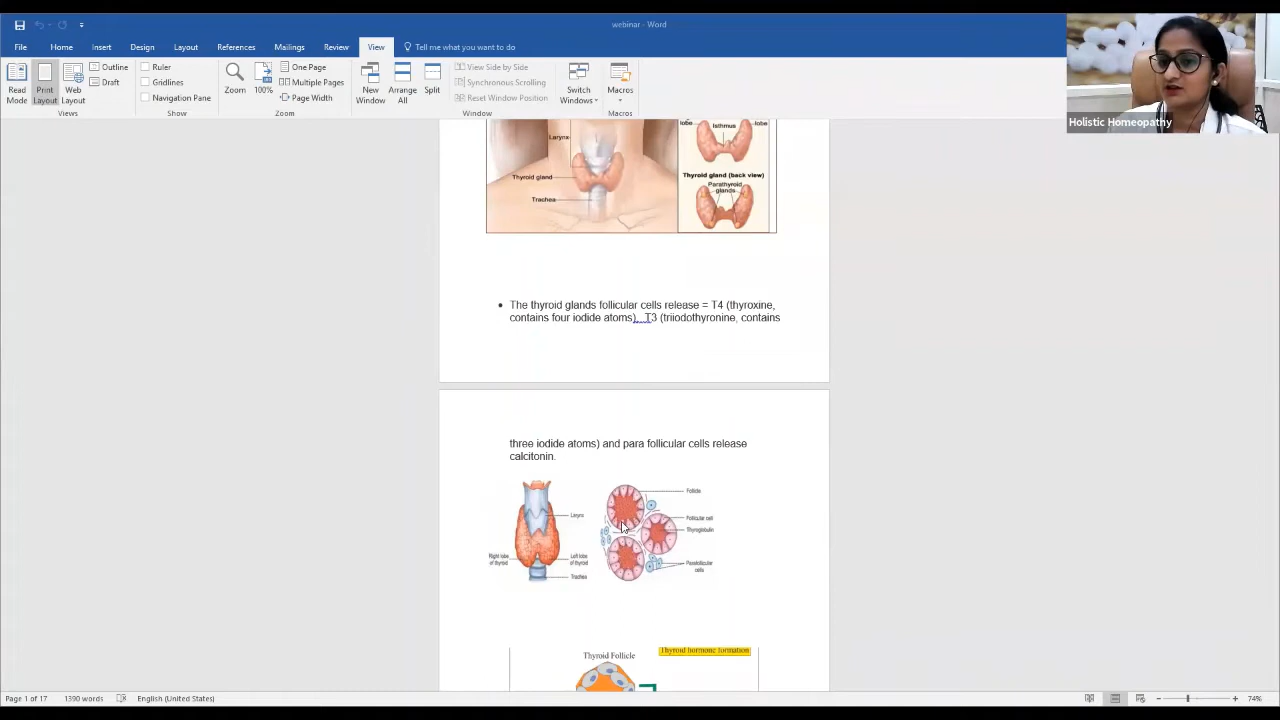 webinar - Word
File Home Insert Design Layout References Mailings Review View Tell me what you want to do
Read Mode
Print Layout
Web Layout
Outline
Draft
Views
Ruler
Gridlines
Navigation Pane
Show
Zoom
100%
One Page
Multiple Pages
Page Width
Zoom
New Window
Arrange All
Split
View Side by Side
Synchronous Scrolling
Reset Window Position
Window
Switch Windows
Macros
Macros
Holistic Homeopathy
Larynx
Thyroid gland
Trachea
lobe
Isthmus
lobe
Thyroid gland (back view)
Parathyroid
glands
• The thyroid glands follicular cells release = T4 (thyroxine,
contains four iodide atoms), T3 (triiodothyronine, contains
three iodide atoms) and para follicular cells release
calcitonin.
Larynx
Right lobe
of thyroid
Left lobe
of thyroid
Trachea
Follicle
Follicular cell
Thyroglobulin
Parafollicular
cells
Thyroid Follicle
Thyroid hormone formation
Page 1 of 17 1390 words English (United States) 74%